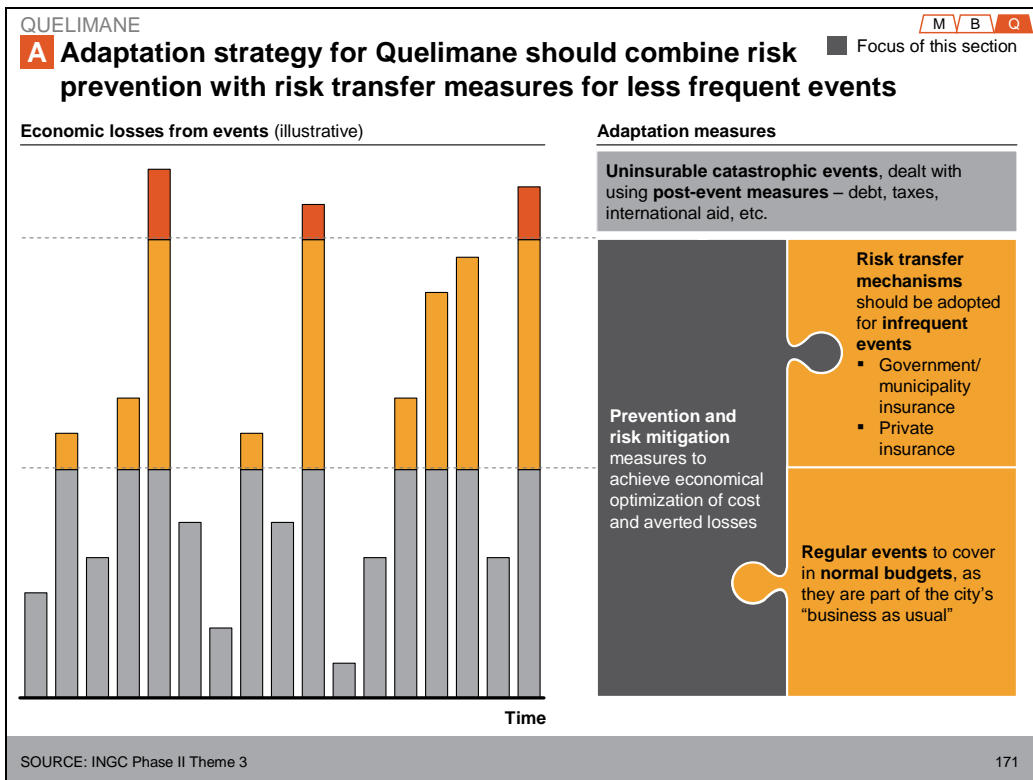 QUELIMANE
M B Q
A Adaptation strategy for Quelimane should combine risk
prevention with risk transfer measures for less frequent events
Focus of this section
Economic losses from events (illustrative)
Time
Adaptation measures
Uninsurable catastrophic events, dealt with
using post-event measures – debt, taxes,
international aid, etc.
Prevention and
risk mitigation
measures to
achieve economical
optimization of cost
and averted losses
Risk transfer
mechanisms
should be adopted
for infrequent
events
▪ Government/
municipality
insurance
▪ Private
insurance
Regular events to cover
in normal budgets, as
they are part of the city’s
“business as usual”
SOURCE: INGC Phase II Theme 3
171